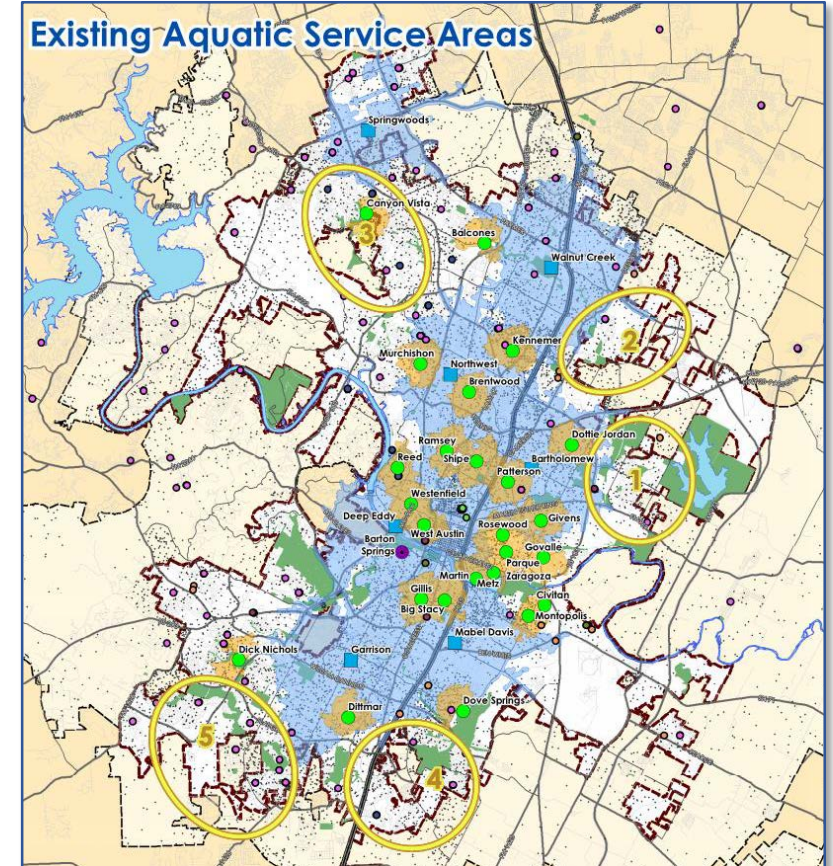 Existing Aquatic Service Areas
Springwoods
Canyon Vista
3
Balcones
Walnut Creek
2
Kennemer
Murchishon
Northwest
Brentwood
Dottie Jordan
Ramsey
Reed
Shipe
Bartholomew
Patterson
1
Westenfield
Deep Eddy
West Austin
Rosewood
Givens
Barton
Springs
Govalle
Parque
Zaragoza
Martin
Metz
Gillis
Big Stacy
Civitan
Montopolis
Mabel Davis
Dick Nichols
Garrison
Dittmar
Dove Springs
5
4